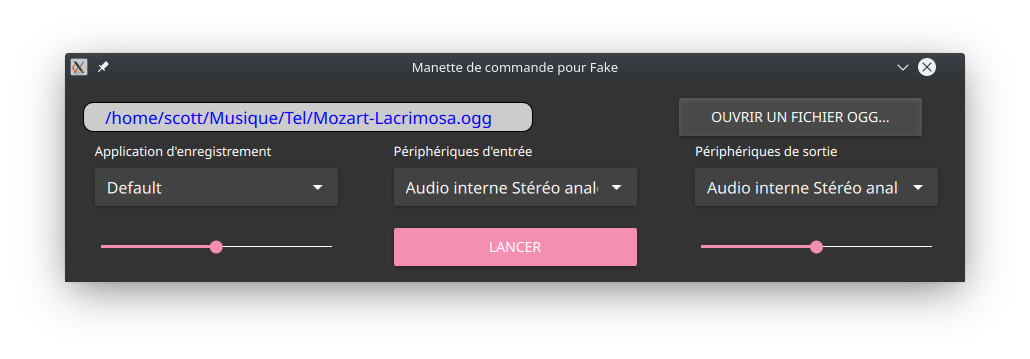 Manette de commande pour Fake
/home/scott/Musique/Tel/Mozart-Lacrimosa.ogg
OUVRIR UN FICHIER OGG...
Application d'enregistrement
Périphériques d'entrée
Périphériques de sortie
Default
Audio interne Stéréo anal
Audio interne Stéréo anal
LANCER